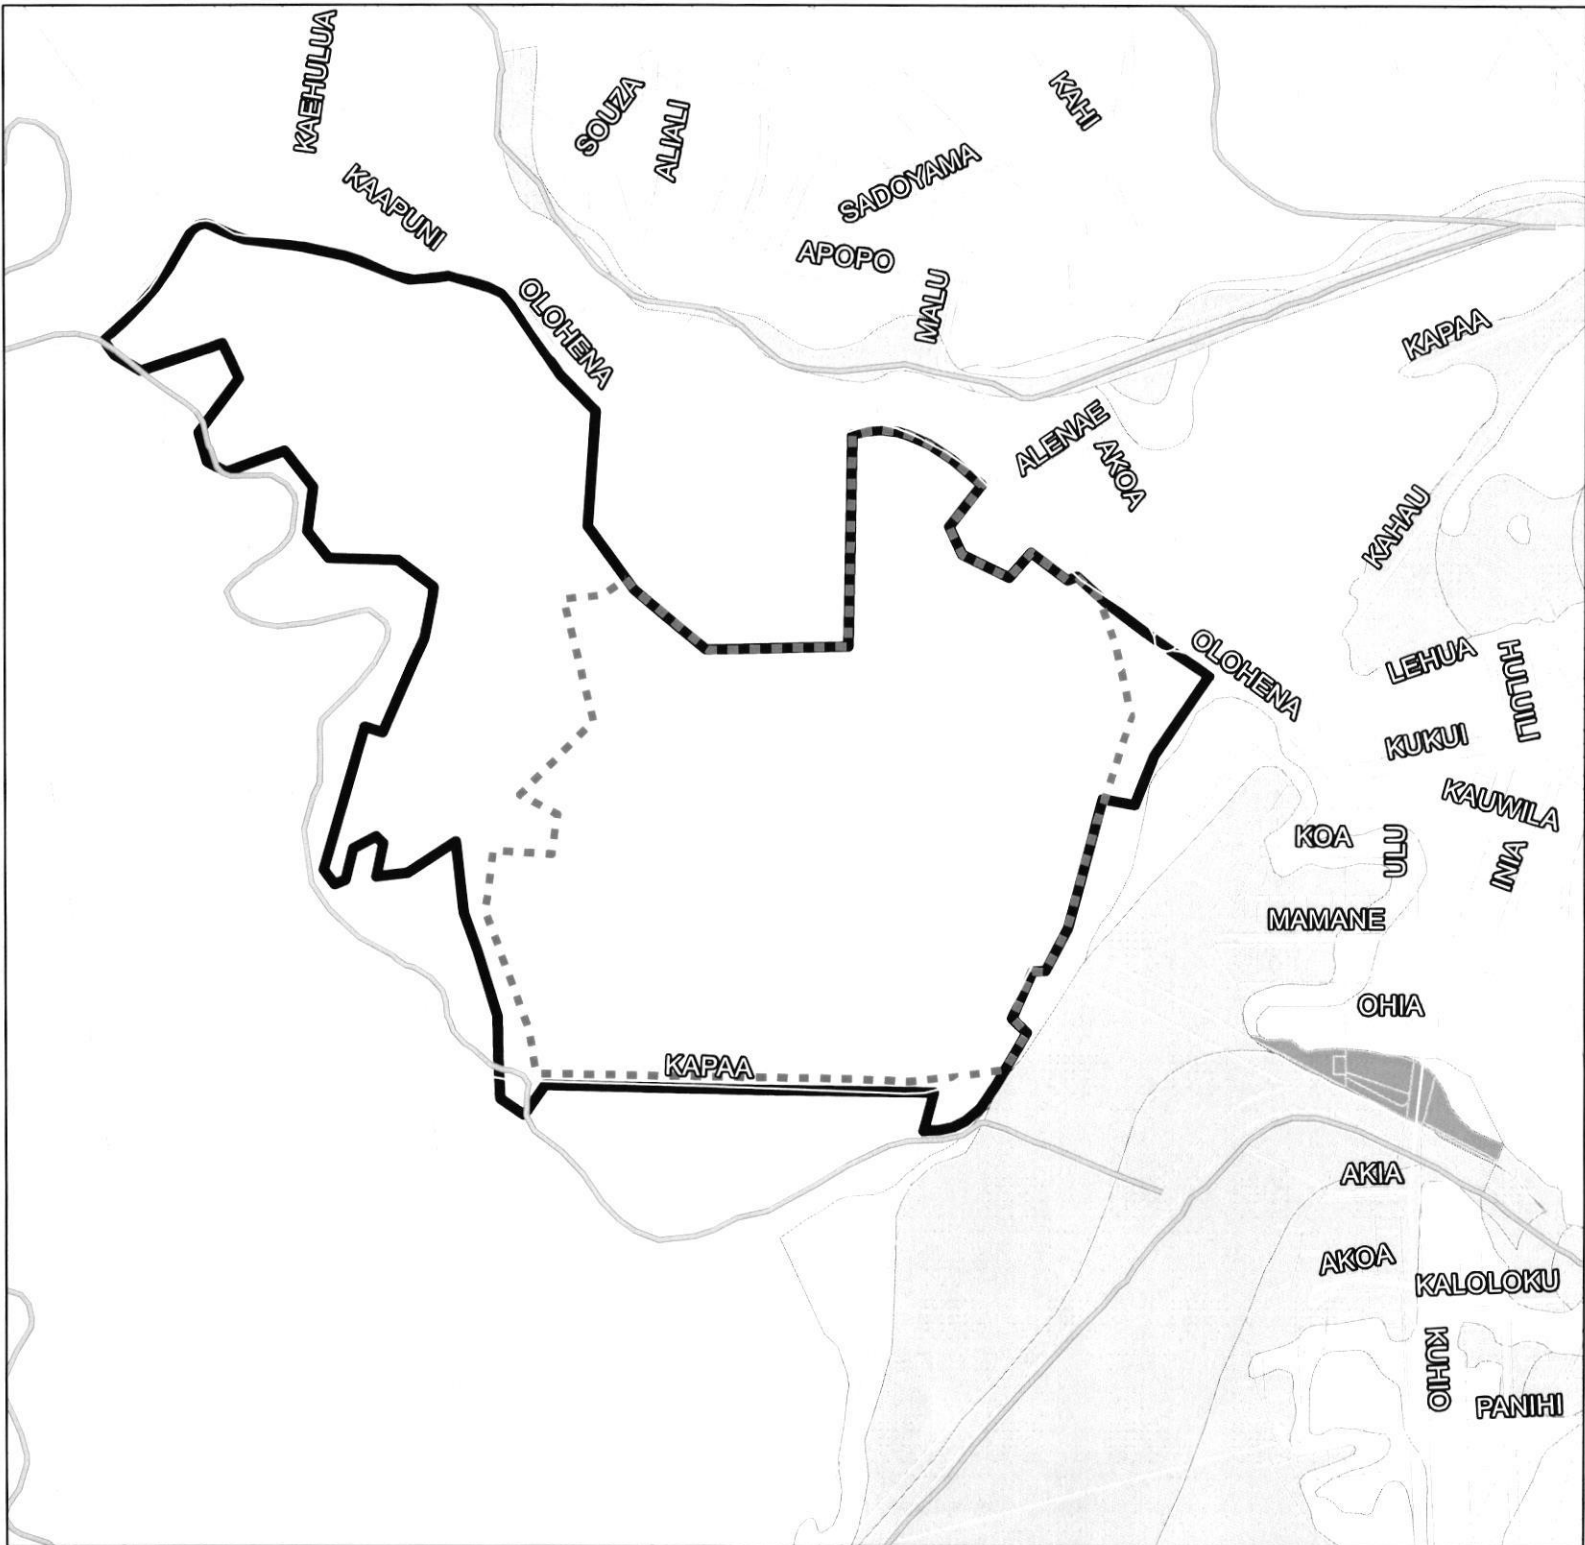 KAEHULUA
SOUZA
ALIALI
KAHI
KAAPUNI
SADOYAMA
APOPO
MALU
OLOHENA
KAPAA
ALENAE
AKOA
KAHAU
OLOHENA
LEHUA
HULUILI
KUKUI
KAUWILA
KOA
ULU
INIA
MAMANE
OHIA
KAPAA
AKIA
AKOA
KALOLOKU
KUHIO
PANIHI